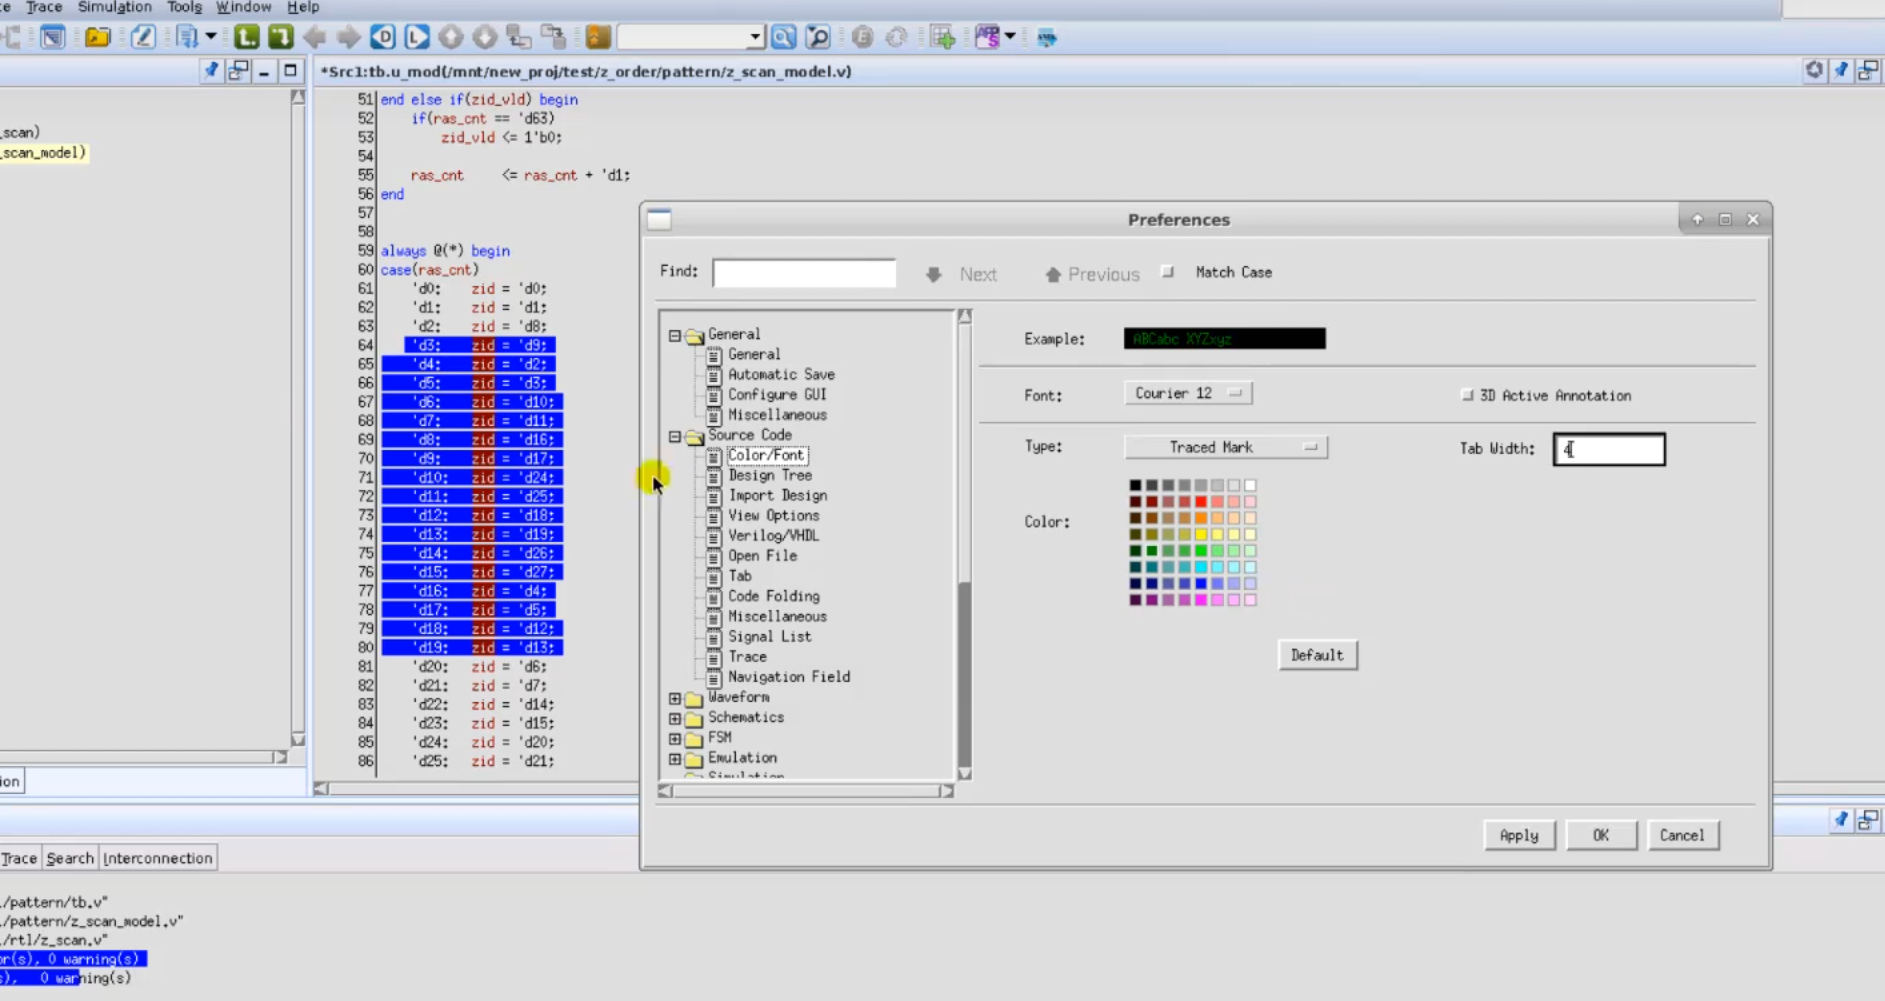 Trace Simulation Tools Window Help
*Src1:tb.u_mod(/mnt/new_proj/test/z_order/pattern/z_scan_model.v)
_scan)
_scan_model)
51 end else if(zid_vld) begin
52 if(ras_cnt == 'd63)
53 zid_vld <= 1'b0;
54
55 ras_cnt <= ras_cnt + 'd1;
56 end
57
58
59 always @(*) begin
60 case(ras_cnt)
61 'd0: zid = 'd0;
62 'd1: zid = 'd1;
63 'd2: zid = 'd8;
64 'd3: zid = 'd9;
65 'd4: zid = 'd2;
66 'd5: zid = 'd3;
67 'd6: zid = 'd10;
68 'd7: zid = 'd11;
69 'd8: zid = 'd16;
70 'd9: zid = 'd17;
71 'd10: zid = 'd24;
72 'd11: zid = 'd25;
73 'd12: zid = 'd18;
74 'd13: zid = 'd19;
75 'd14: zid = 'd26;
76 'd15: zid = 'd27;
77 'd16: zid = 'd4;
78 'd17: zid = 'd5;
79 'd18: zid = 'd12;
80 'd19: zid = 'd13;
81 'd20: zid = 'd6;
82 'd21: zid = 'd7;
83 'd22: zid = 'd14;
84 'd23: zid = 'd15;
85 'd24: zid = 'd20;
86 'd25: zid = 'd21;
Preferences
Find: Next Previous Match Case
General
General
Automatic Save
Configure GUI
Miscellaneous
Source Code
Color/Font
Design Tree
Import Design
View Options
Verilog/VHDL
Open File
Tab
Code Folding
Miscellaneous
Signal List
Trace
Navigation Field
Waveform
Schematics
FSM
Emulation
Simulation
Example: ABCabc XYZxyz
Font: Courier 12 3D Active Annotation
Type: Traced Mark Tab Width: 4
Color:
Default
Apply OK Cancel
ion
Trace Search Interconnection
./pattern/tb.v"
./pattern/z_scan_model.v"
./rtl/z_scan.v"
or(s), 0 warning(s)
s), 0 warning(s)